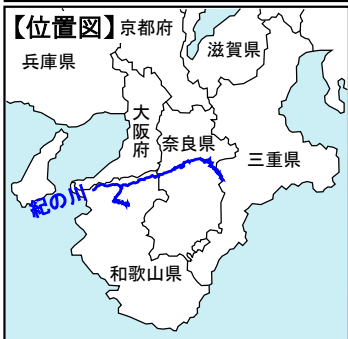 【位置図】
京都府
滋賀県
兵庫県
大阪府
奈良県
三重県
紀の川
和歌山県